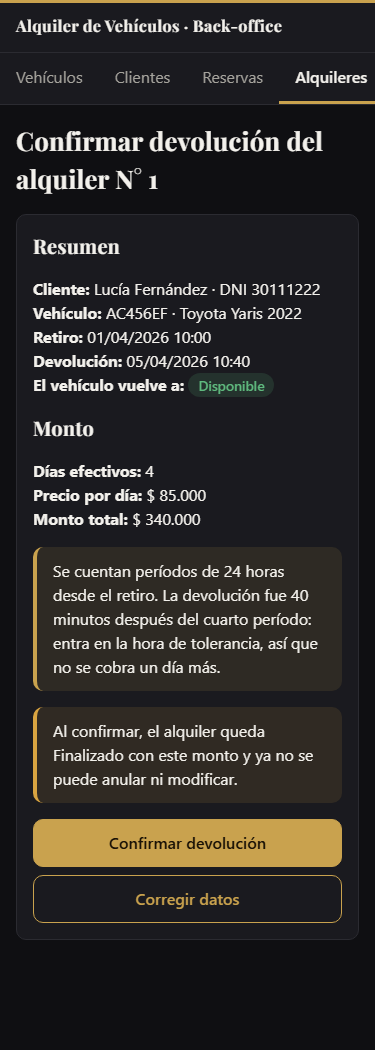 Alquiler de Vehículos · Back-office
Vehículos Clientes Reservas Alquileres
Confirmar devolución del
alquiler N° 1
Resumen
Cliente: Lucía Fernández · DNI 30111222
Vehículo: AC456EF · Toyota Yaris 2022
Retiro: 01/04/2026 10:00
Devolución: 05/04/2026 10:40
El vehículo vuelve a: Disponible
Monto
Días efectivos: 4
Precio por día: $ 85.000
Monto total: $ 340.000
Se cuentan períodos de 24 horas
desde el retiro. La devolución fue 40
minutos después del cuarto período:
entra en la hora de tolerancia, así que
no se cobra un día más.
Al confirmar, el alquiler queda
Finalizado con este monto y ya no se
puede anular ni modificar.
Confirmar devolución
Corregir datos